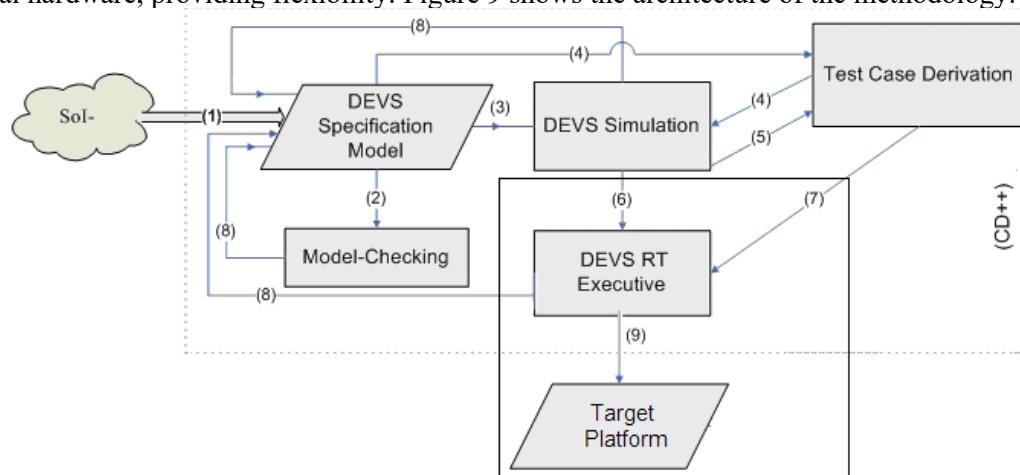 al hardware, providing flexibility. Figure 9 shows the architecture of the methodology.
(8)
(4)
Test Case Derivation
SoI-
(1)
DEVS
Specification
Model
(3)
DEVS Simulation
(4)
(5)
(2)
(6)
(7)
(CD++)
(8)
Model-Checking
DEVS RT
Executive
(8)
(9)
Target
Platform